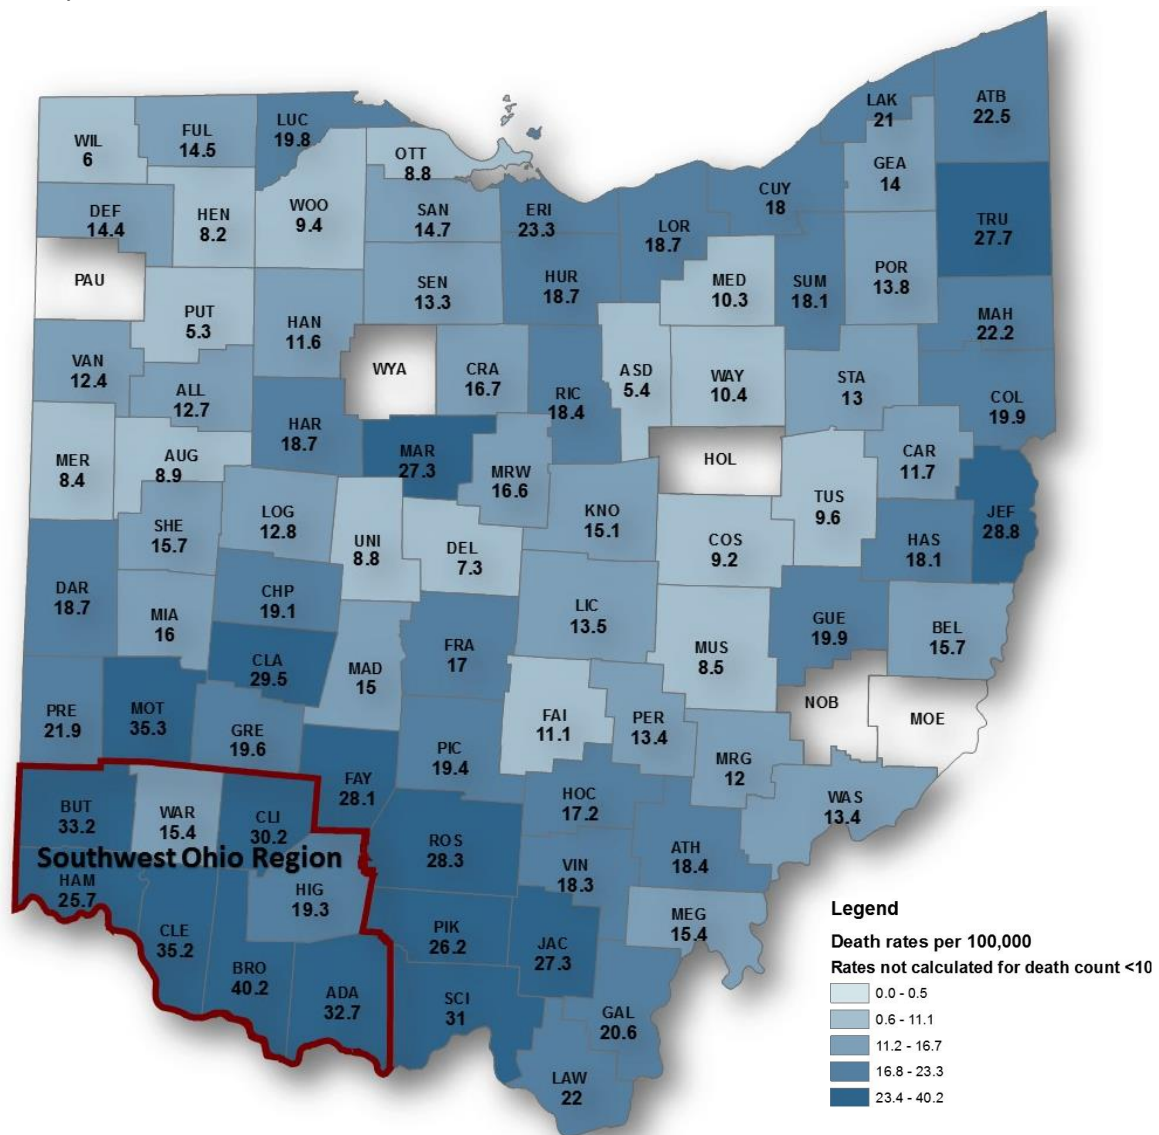 LAK
21
ATB
22.5
LUC
19.8
FUL
14.5
WIL
6
OTT
8.8
GEA
14
CUY
18
WOO
9.4
DEF
14.4
HEN
8.2
SAN
14.7
ERI
23.3
LOR
18.7
TRU
27.7
PAU
SEN
13.3
HUR
18.7
MED
10.3
SUM
18.1
POR
13.8
PUT
5.3
HAN
11.6
MAH
22.2
VAN
12.4
WYA
CRA
16.7
ASD
5.4
WAY
10.4
STA
13
ALL
12.7
RIC
18.4
COL
19.9
HAR
18.7
MER
8.4
AUG
8.9
MAR
27.3
MRW
16.6
HOL
CAR
11.7
TUS
9.6
SHE
15.7
LOG
12.8
UNI
8.8
DEL
7.3
KNO
15.1
COS
9.2
HAS
18.1
JEF
28.8
DAR
18.7
MIA
16
CHP
19.1
LIC
13.5
GUE
19.9
BEL
15.7
CLA
29.5
MAD
15
FRA
17
MUS
8.5
PRE
21.9
MOT
35.3
GRE
19.6
FAI
11.1
PER
13.4
NOB
MOE
PIC
19.4
MRG
12
FAY
28.1
HOC
17.2
WAS
13.4
BUT
33.2
WAR
15.4
CLI
30.2
ROS
28.3
ATH
18.4
Southwest Ohio Region
HAM
25.7
HIG
19.3
VIN
18.3
MEG
15.4
CLE
35.2
PIK
26.2
JAC
27.3
BRO
40.2
ADA
32.7
SCI
31
GAL
20.6
LAW
22
Legend
Death rates per 100,000
Rates not calculated for death count <10
0.0 - 0.5
0.6 - 11.1
11.2 - 16.7
16.8 - 23.3
23.4 - 40.2